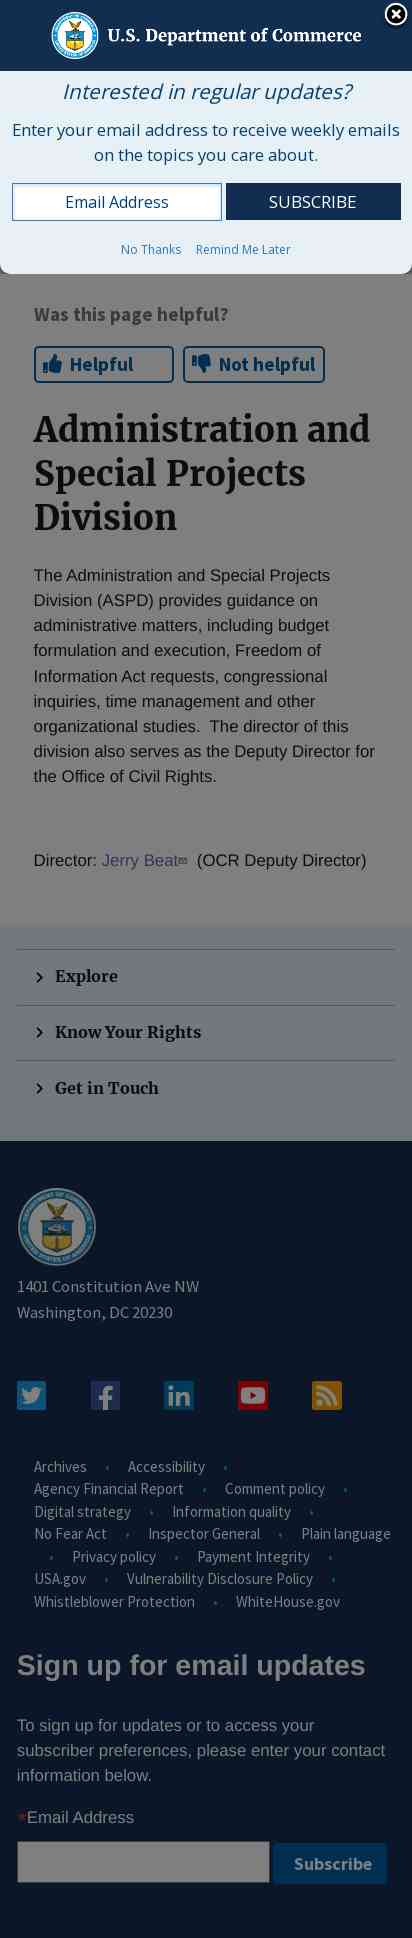 U.S. Department of Commerce
Interested in regular updates?
Enter your email address to receive weekly emails
on the topics you care about.
Email Address SUBSCRIBE
No Thanks Remind Me Later
Was this page helpful?
Helpful Not helpful
Administration and
Special Projects
Division
The Administration and Special Projects
Division (ASPD) provides guidance on
administrative matters, including budget
formulation and execution, Freedom of
Information Act requests, congressional
inquiries, time management and other
organizational studies. The director of this
division also serves as the Deputy Director for
the Office of Civil Rights.
Director: Jerry Beat (OCR Deputy Director)
Explore
Know Your Rights
Get in Touch
1401 Constitution Ave NW
Washington, DC 20230
Archives • Accessibility •
Agency Financial Report • Comment policy •
Digital strategy • Information quality •
No Fear Act • Inspector General • Plain language
• Privacy policy • Payment Integrity •
USA.gov • Vulnerability Disclosure Policy •
Whistleblower Protection • WhiteHouse.gov
Sign up for email updates
To sign up for updates or to access your
subscriber preferences, please enter your contact
information below.
*Email Address
Subscribe